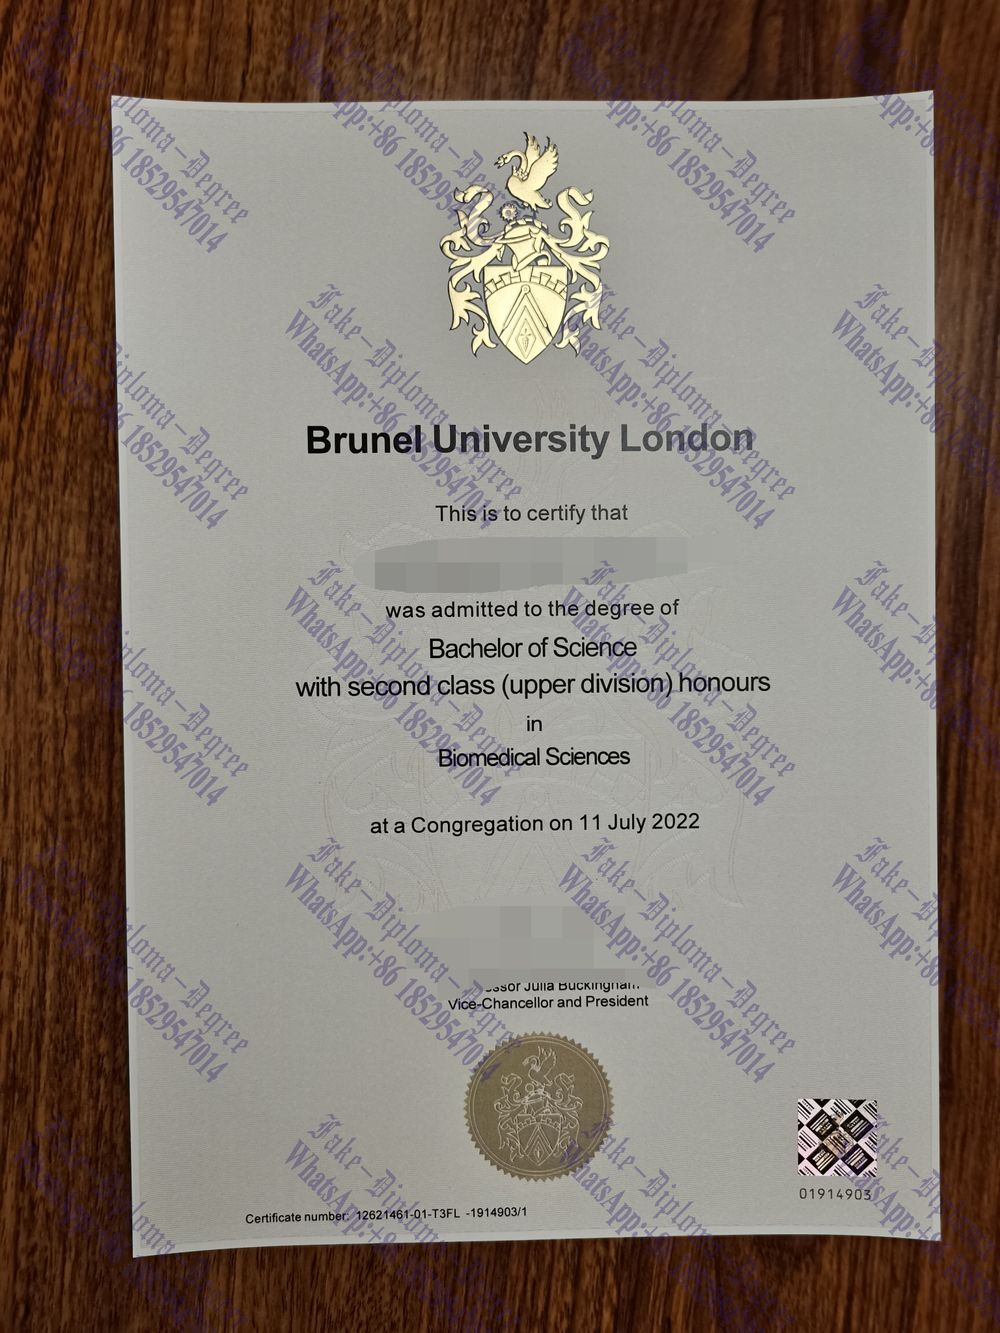 Brunel University London
This is to certify that
was admitted to the degree of
Bachelor of Science
with second class (upper division) honours
in
Biomedical Sciences
at a Congregation on 11 July 2022
Julia Buckingham
Vice-Chancellor and President
01914903
Certificate number: 12621461-01-T3FL -1914903/1
Fake-Diploma-Degree
WhatsApp:+86 18529547014